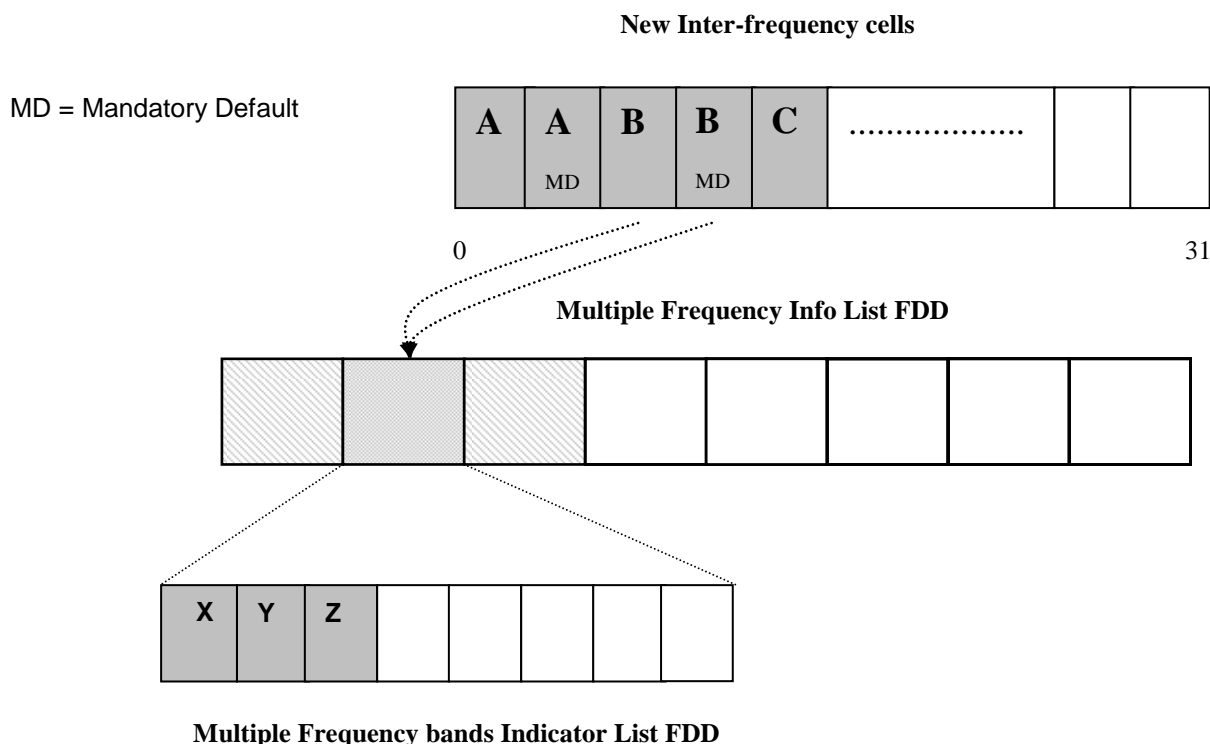 New Inter-frequency cells
MD = Mandatory Default
A A B B C ...................
MD MD
0 31
Multiple Frequency Info List FDD
X Y Z
Multiple Frequency bands Indicator List FDD